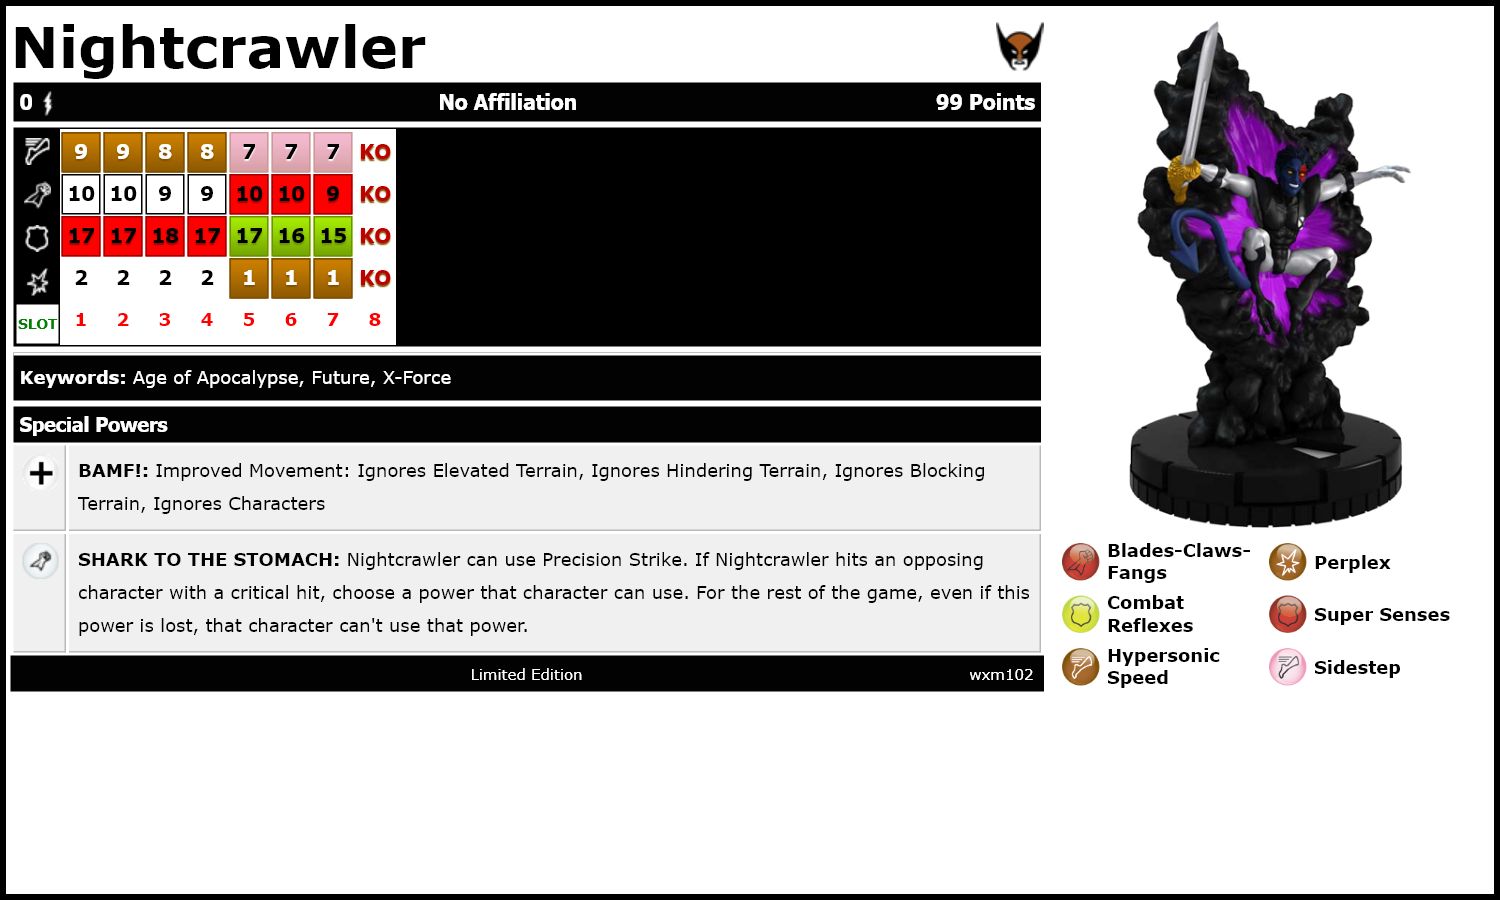 Nightcrawler
0 No Affiliation 99 Points
9 9 8 8 7 7 7 KO
10 10 9 9 10 10 9 KO
17 17 18 17 17 16 15 KO
2 2 2 2 1 1 1 KO
SLOT 1 2 3 4 5 6 7 8
Keywords: Age of Apocalypse, Future, X-Force
Special Powers
BAMF!: Improved Movement: Ignores Elevated Terrain, Ignores Hindering Terrain, Ignores Blocking
Terrain, Ignores Characters
SHARK TO THE STOMACH: Nightcrawler can use Precision Strike. If Nightcrawler hits an opposing
character with a critical hit, choose a power that character can use. For the rest of the game, even if this
power is lost, that character can't use that power.
Limited Edition wxm102
Blades-Claws-
Fangs
Perplex
Combat
Reflexes
Super Senses
Hypersonic
Speed
Sidestep